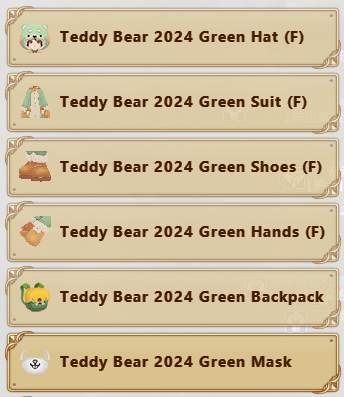 Teddy Bear 2024 Green Hat (F)
Teddy Bear 2024 Green Suit (F)
Teddy Bear 2024 Green Shoes (F)
Teddy Bear 2024 Green Hands (F)
Teddy Bear 2024 Green Backpack
Teddy Bear 2024 Green Mask